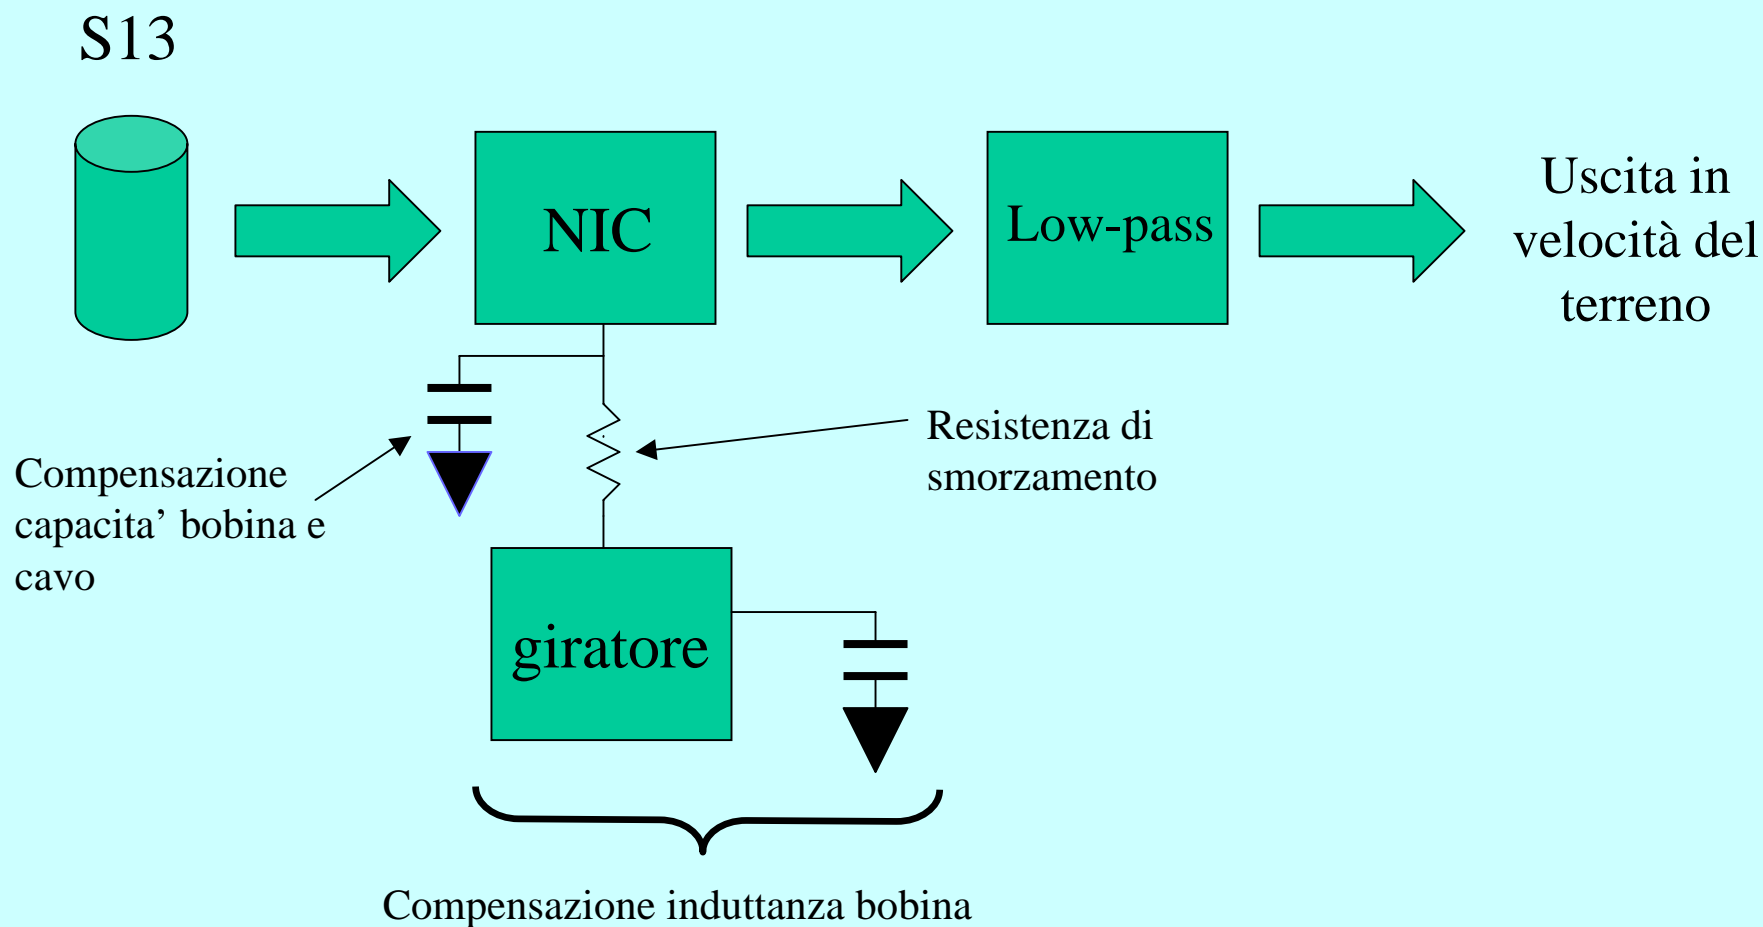 S13
NIC
Low-pass
Uscita in
velocità del
terreno
Resistenza di
smorzamento
Compensazione
capacita’ bobina e
cavo
giratore
Compensazione induttanza bobina